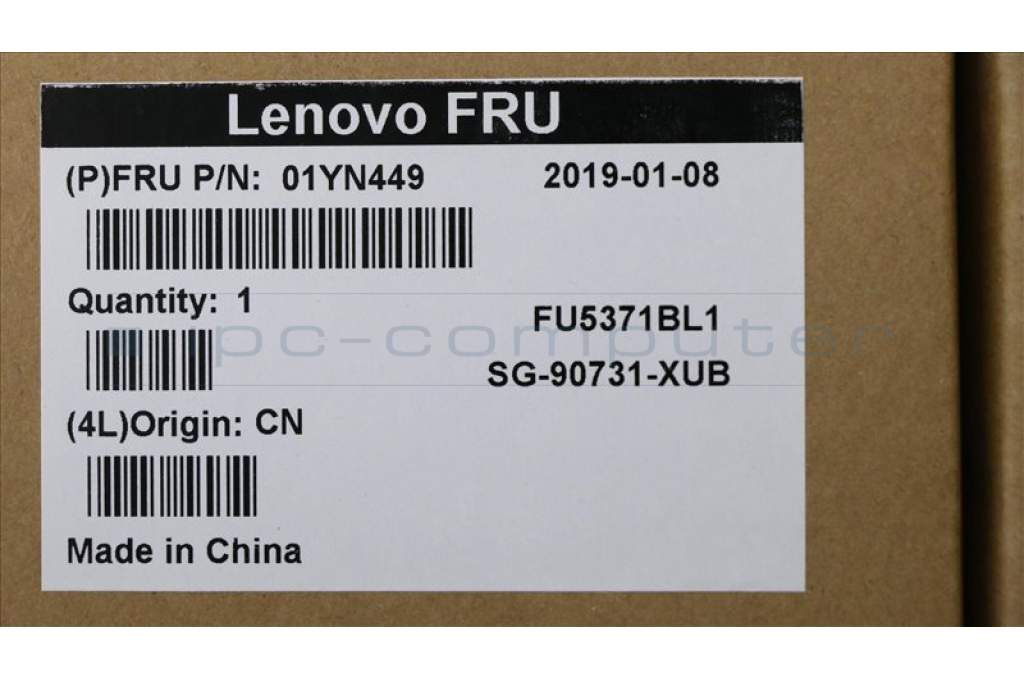 Lenovo FRU
(P)FRU P/N: 01YN449
2019-01-08
Quantity: 1
FU5371BL1
ipc-computer
SG-90731-XUB
(4L)Origin: CN
Made in China